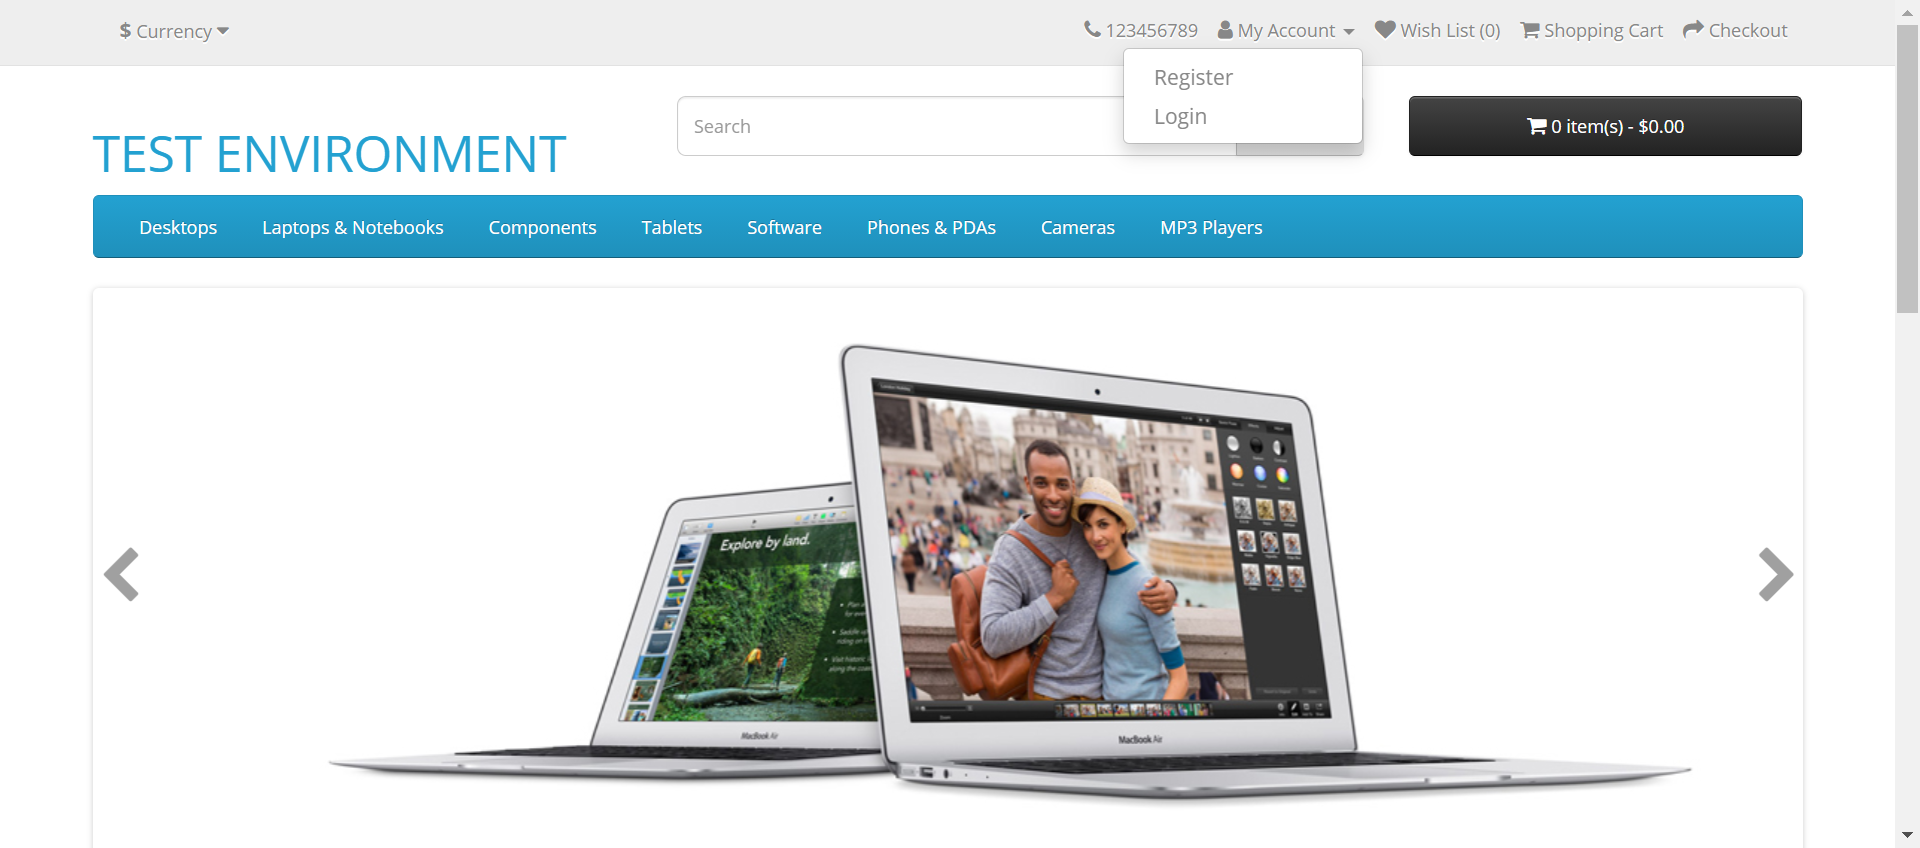 $ Currency
123456789 My Account Wish List (0) Shopping Cart Checkout
Register
Login
Search
0 item(s) - $0.00
TEST ENVIRONMENT
Desktops Laptops & Notebooks Components Tablets Software Phones & PDAs Cameras MP3 Players
Explore by land.
MacBook Air
MacBook Air